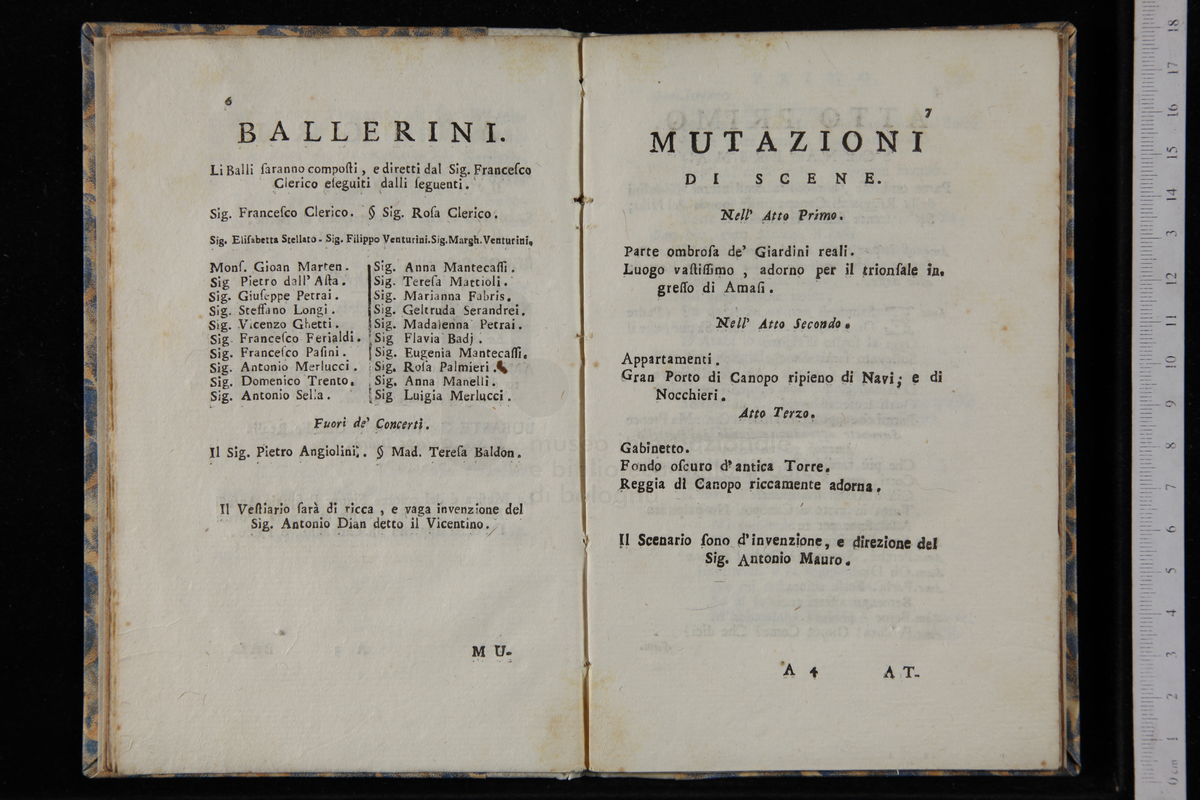 6
BALLERINI.
Li Balli ſaranno compoſti , e diretti dal Sig. Franceſco
Clerico eſeguiti dalli ſeguenti.
Sig. Franceſco Clerico. § Sig. Roſa Clerico.
Sig. Eliſabetta Stellato. Sig. Filippo Venturini.Sig.Margh.Venturini,
Monſ. Gioan Marten. Sig. Anna Mantecaſſi.
Sig Pietro dall' Aſta. Sig. Tereſa Mattioli.
Sig. Giuſeppe Petrai. Sig. Marianna Fabris.
Sig. Steffano Longi. Sig. Geltruda Serandrei.
Sig. Vicenzo Ghetti. Sig. Madalenna Petrai.
Sig. Franceſco Ferialdi. Sig Flavia Badj.
Sig. Franceſco Paſini. Sig. Eugenia Mantecaſſi.
Sig. Antonio Merlucci. Sig. Roſa Palmieri.
Sig. Domenico Trento. Sig. Anna Manelli.
Sig. Antonio Sella. Sig Luigia Merlucci.
Fuori de' Concerti.
Il Sig. Pietro Angiolini. § Mad. Tereſa Baldon.
Il Veſtiario ſarà di ricca , e vaga invenzione del
Sig. Antonio Dian detto il Vicentino.
MU-
7
MUTAZIONI
DI SCENE.
Nell' Atto Primo.
Parte ombroſa de' Giardini reali.
Luogo vaſtiſſimo , adorno per il trionfale in.
greſſo di Amaſi.
Nell' Atto Secondo.
Appartamenti.
Gran Porto di Canopo ripieno di Navi; e di
Nocchieri.
Atto Terzo.
Gabinetto.
Fondo oſcuro d'antica Torre.
Reggia di Canopo riccamente adorna.
Il Scenario ſono d'invenzione, e direzione del
Sig. Antonio Mauro.
A 4 AT-